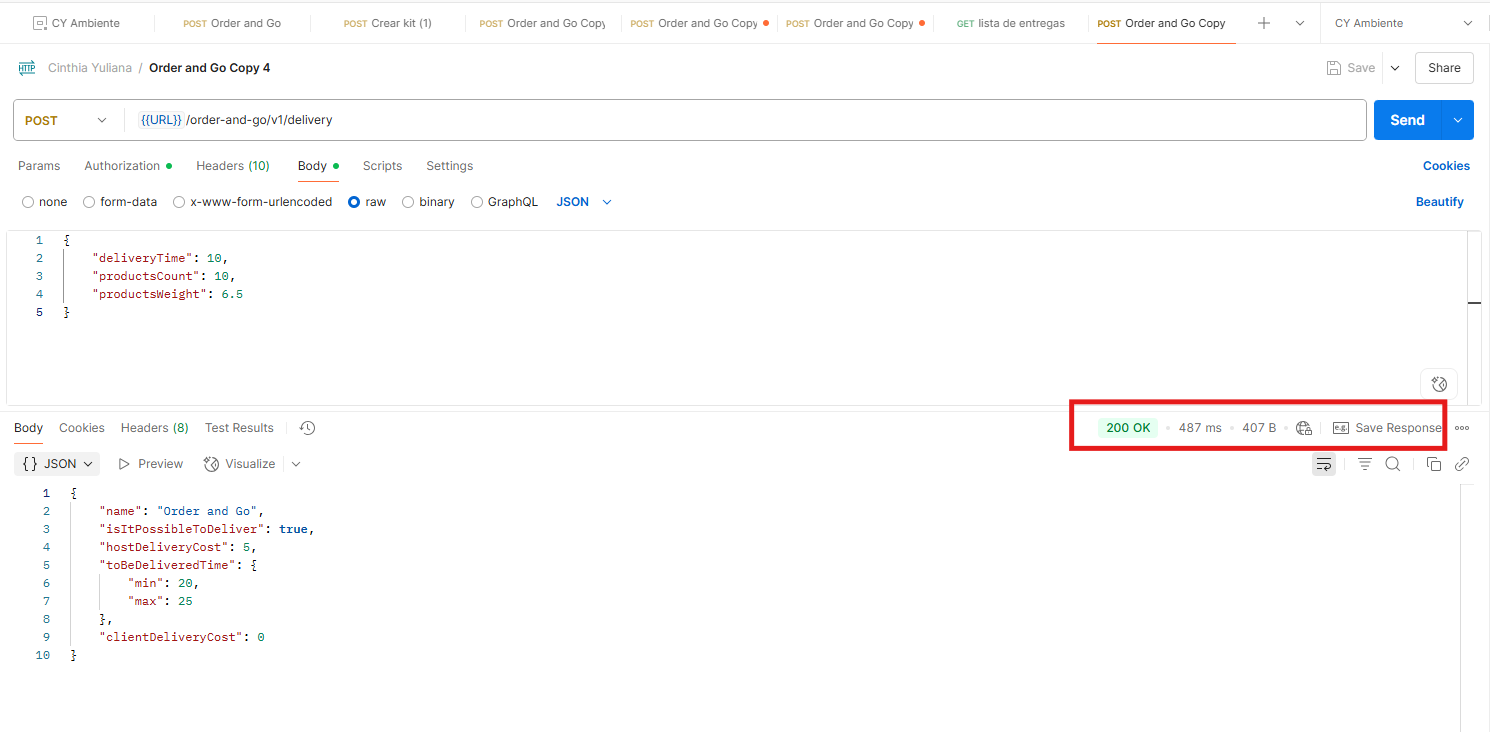 CY Ambiente POST Order and Go POST Crear kit (1) POST Order and Go Copy POST Order and Go Copy POST Order and Go Copy GET lista de entregas POST Order and Go Copy CY Ambiente
HTTP Cinthia Yuliana / Order and Go Copy 4 Save Share
POST {{URL}} /order-and-go/v1/delivery Send
Params Authorization Headers (10) Body Scripts Settings Cookies
none form-data x-www-form-urlencoded raw binary GraphQL JSON Beautify
1 {
2 "deliveryTime": 10,
3 "productsCount": 10,
4 "productsWeight": 6.5
5 }
Body Cookies Headers (8) Test Results 200 OK 487 ms 407 B e.g. Save Response
{} JSON Preview Visualize
1 {
2 "name": "Order and Go",
3 "isItPossibleToDeliver": true,
4 "hostDeliveryCost": 5,
5 "toBeDeliveredTime": {
6 "min": 20,
7 "max": 25
8 },
9 "clientDeliveryCost": 0
10 }